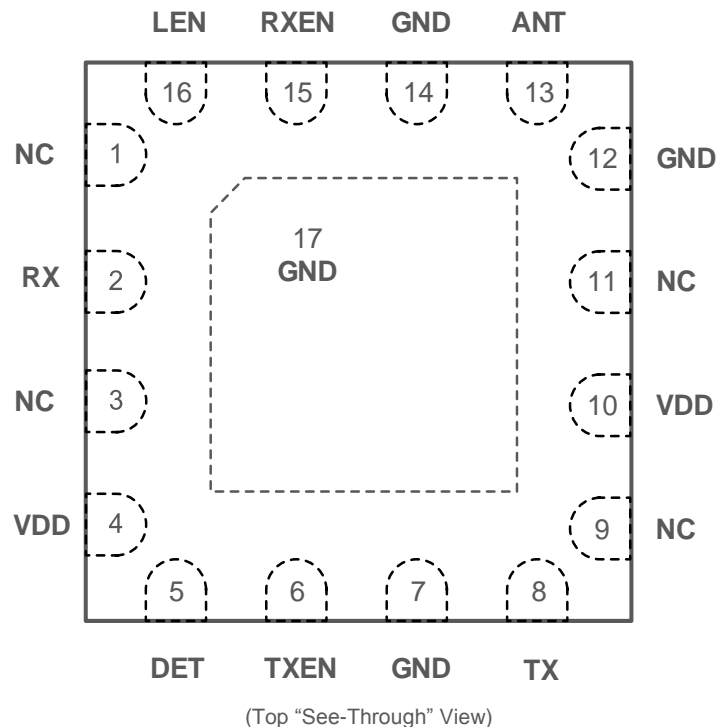 LEN RXEN GND ANT
16 15 14 13
NC 1 12 GND
17
GND
RX 2 11 NC
NC 3 10 VDD
VDD 4 9 NC
5 6 7 8
DET TXEN GND TX
(Top “See-Through” View)